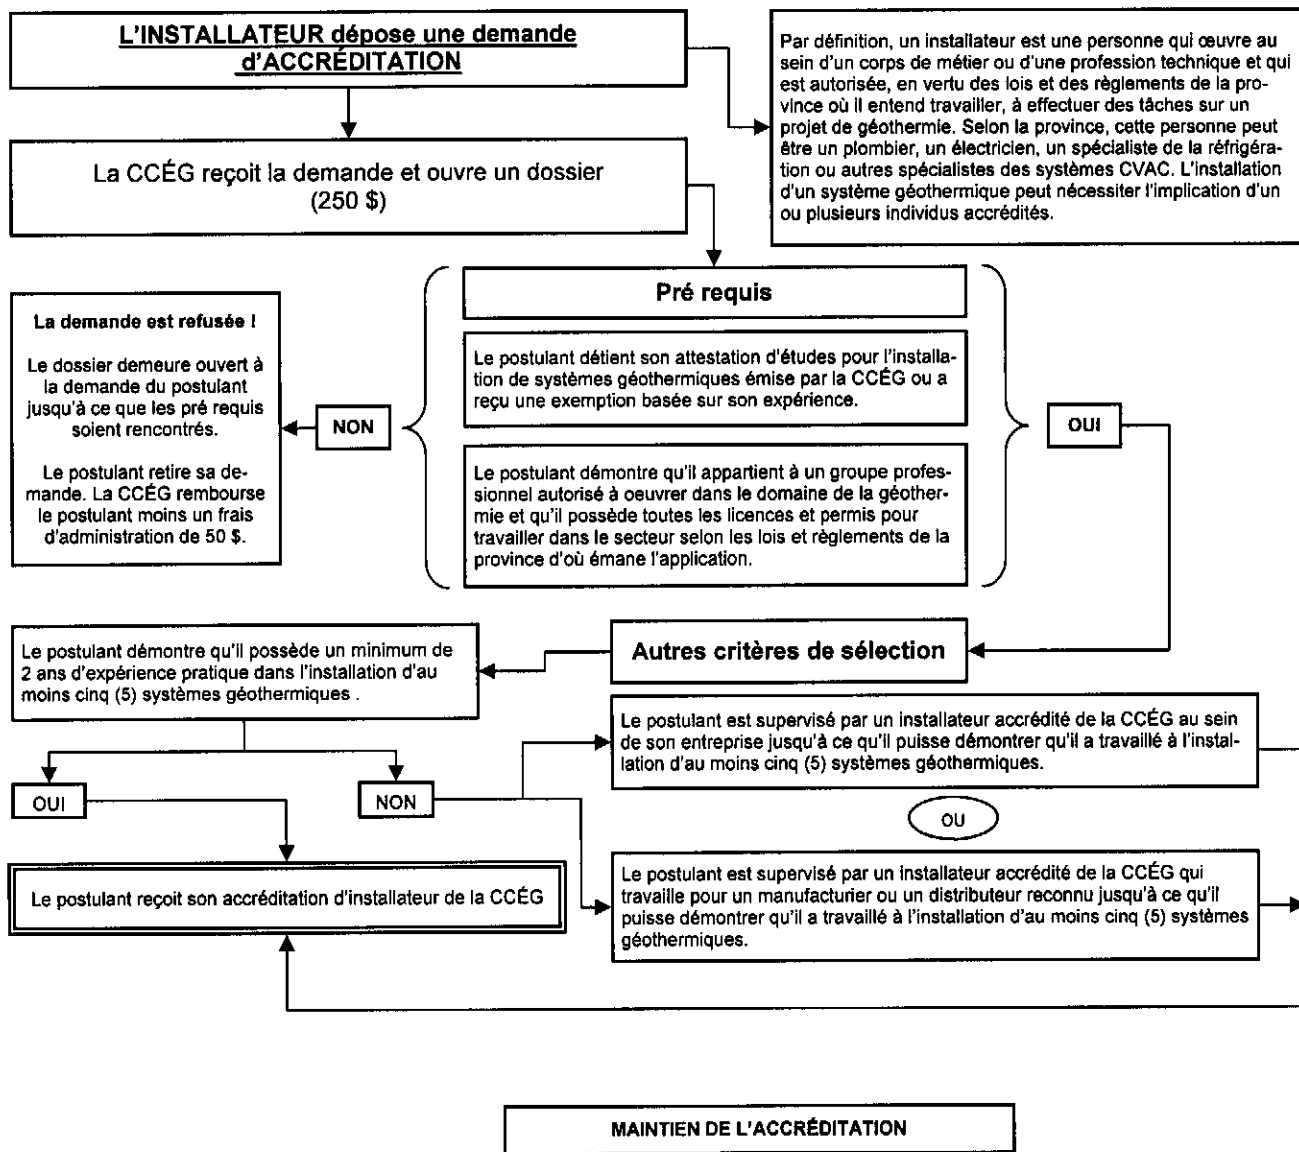 L'INSTALLATEUR dépose une demande
d'ACCRÉDITATION
Par définition, un installateur est une personne qui œuvre au
sein d'un corps de métier ou d'une profession technique et qui
est autorisée, en vertu des lois et des règlements de la pro-
vince où il entend travailler, à effectuer des tâches sur un
projet de géothermie. Selon la province, cette personne peut
être un plombier, un électricien, un spécialiste de la réfrigéra-
tion ou autres spécialistes des systèmes CVAC. L'installation
d'un système géothermique peut nécessiter l'implication d'un
ou plusieurs individus accrédités.
La CCÉG reçoit la demande et ouvre un dossier
(250 $)
Pré requis
La demande est refusée !
Le dossier demeure ouvert à
la demande du postulant
jusqu'à ce que les pré requis
soient rencontrés.
Le postulant retire sa de-
mande. La CCÉG rembourse
le postulant moins un frais
d'administration de 50 $.
NON
Le postulant détient son attestation d'études pour l'installa-
tion de systèmes géothermiques émise par la CCÉG ou a
reçu une exemption basée sur son expérience.
Le postulant démontre qu'il appartient à un groupe profes-
sionnel autorisé à oeuvrer dans le domaine de la géother-
mie et qu'il possède toutes les licences et permis pour
travailler dans le secteur selon les lois et règlements de la
province d'où émane l'application.
OUI
Autres critères de sélection
Le postulant démontre qu'il possède un minimum de
2 ans d'expérience pratique dans l'installation d'au
moins cinq (5) systèmes géothermiques .
OUI
NON
Le postulant est supervisé par un installateur accrédité de la CCÉG au sein
de son entreprise jusqu'à ce qu'il puisse démontrer qu'il a travaillé à l'instal-
lation d'au moins cinq (5) systèmes géothermiques.
OU
Le postulant est supervisé par un installateur accrédité de la CCÉG qui
travaille pour un manufacturier ou un distributeur reconnu jusqu'à ce qu'il
puisse démontrer qu'il a travaillé à l'installation d'au moins cinq (5) systèmes
géothermiques.
Le postulant reçoit son accréditation d'installateur de la CCÉG
MAINTIEN DE L'ACCRÉDITATION